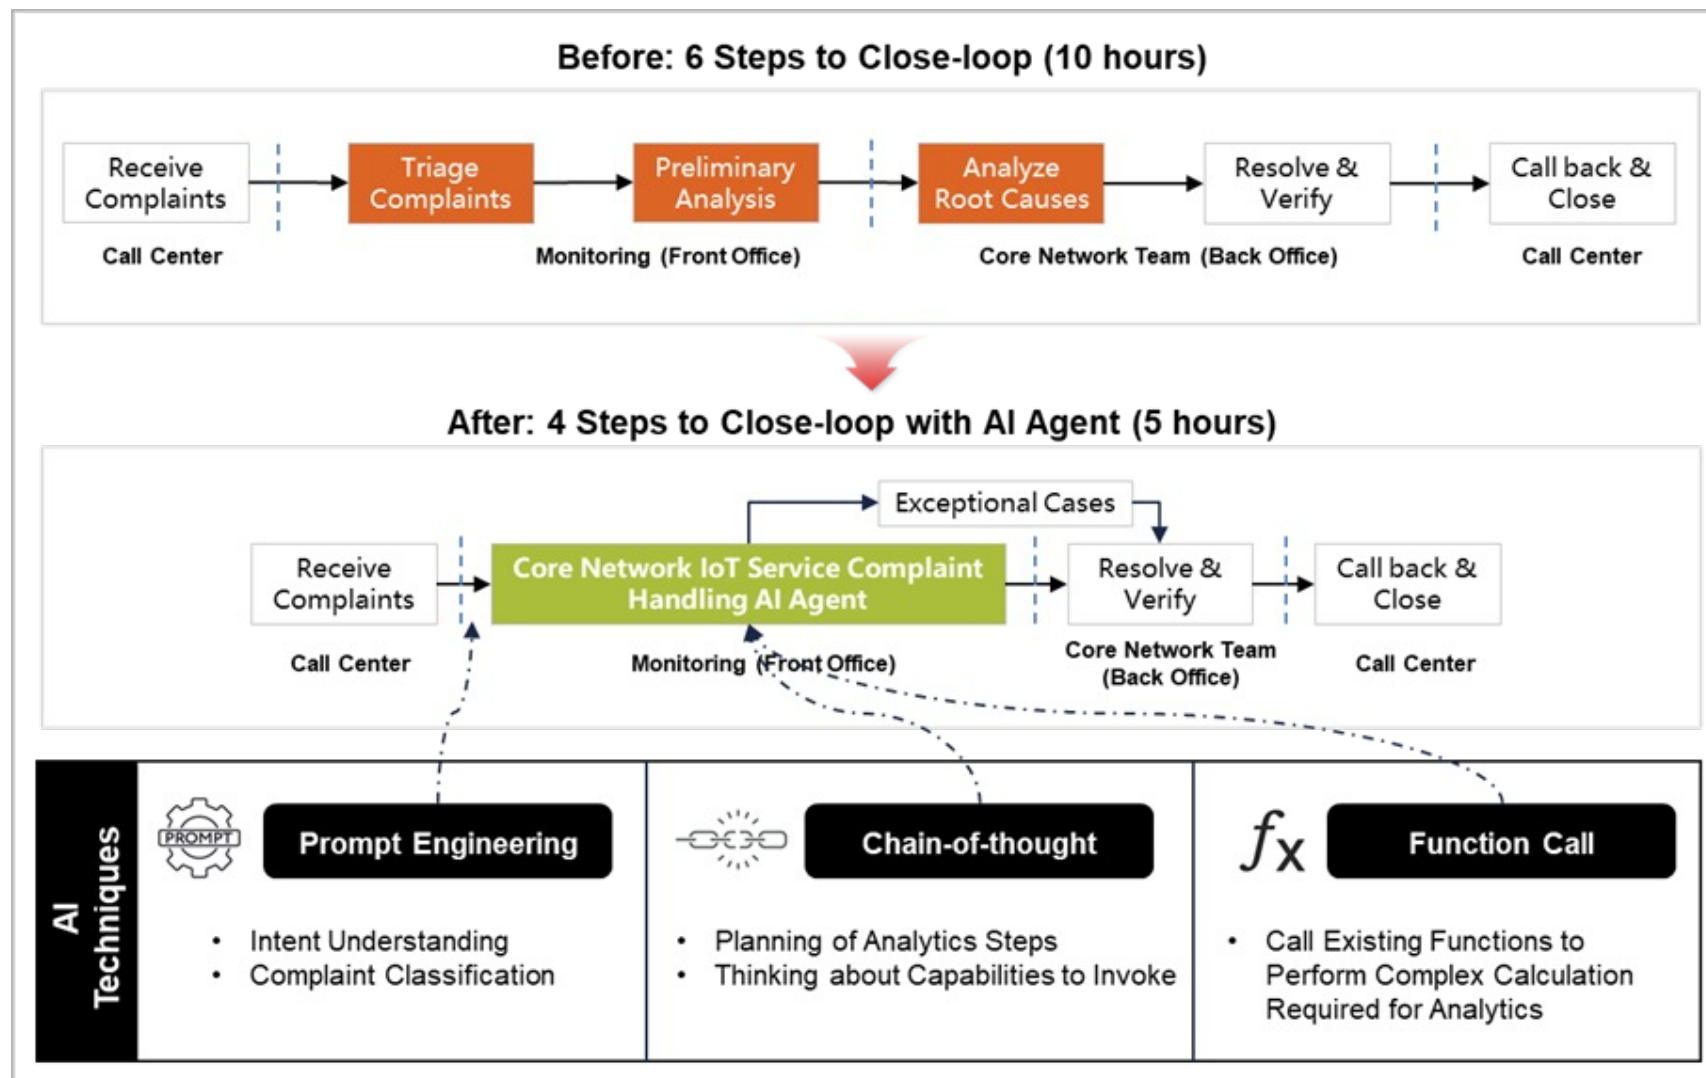 Before: 6 Steps to Close-loop (10 hours)
Receive
Complaints
Triage
Complaints
Preliminary
Analysis
Analyze
Root Causes
Resolve &
Verify
Call back &
Close
Call Center
Monitoring (Front Office)
Core Network Team (Back Office)
Call Center
After: 4 Steps to Close-loop with AI Agent (5 hours)
Exceptional Cases
Receive
Complaints
Core Network IoT Service Complaint
Handling AI Agent
Resolve &
Verify
Call back &
Close
Call Center
Monitoring (Front Office)
Core Network Team
(Back Office)
Call Center
AI
Techniques
PROMPT
Prompt Engineering
• Intent Understanding
• Complaint Classification
Chain-of-thought
• Planning of Analytics Steps
• Thinking about Capabilities to Invoke
fx
Function Call
• Call Existing Functions to
Perform Complex Calculation
Required for Analytics